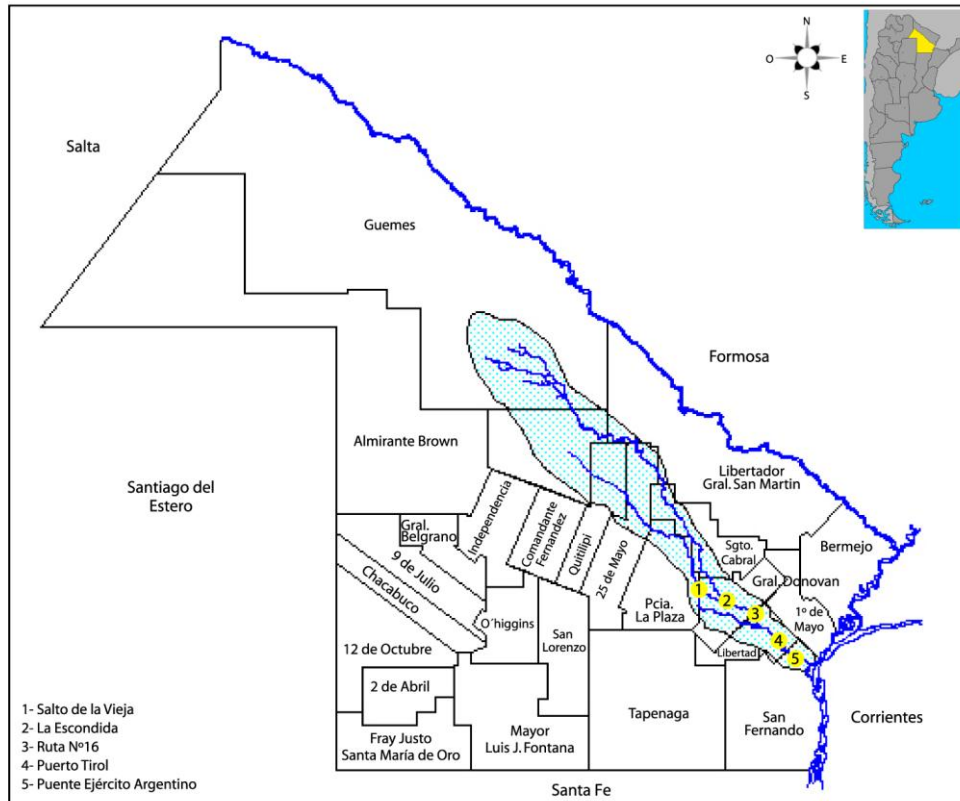 N
O
E
S
Salta
Guemes
Formosa
Almirante Brown
Santiago del
Estero
Libertador
Gral. San Martin
Gral.
Belgrano
Independencia
Comandante
Fernandez
Quitilipi
25 de Mayo
Sgto.
Cabral
Bermejo
9 de Julio
Chacabuco
Gral. Donovan
1º de
Mayo
Pcia.
La Plaza
1
2
3
4
5
O´higgins
San
Lorenzo
Libertad
12 de Octubre
2 de Abril
Fray Justo
Santa María de Oro
Mayor
Luis J. Fontana
Tapenaga
San
Fernando
Corrientes
1- Salto de la Vieja
2- La Escondida
3- Ruta Nº16
4- Puerto Tirol
5- Puente Ejército Argentino
Santa Fe